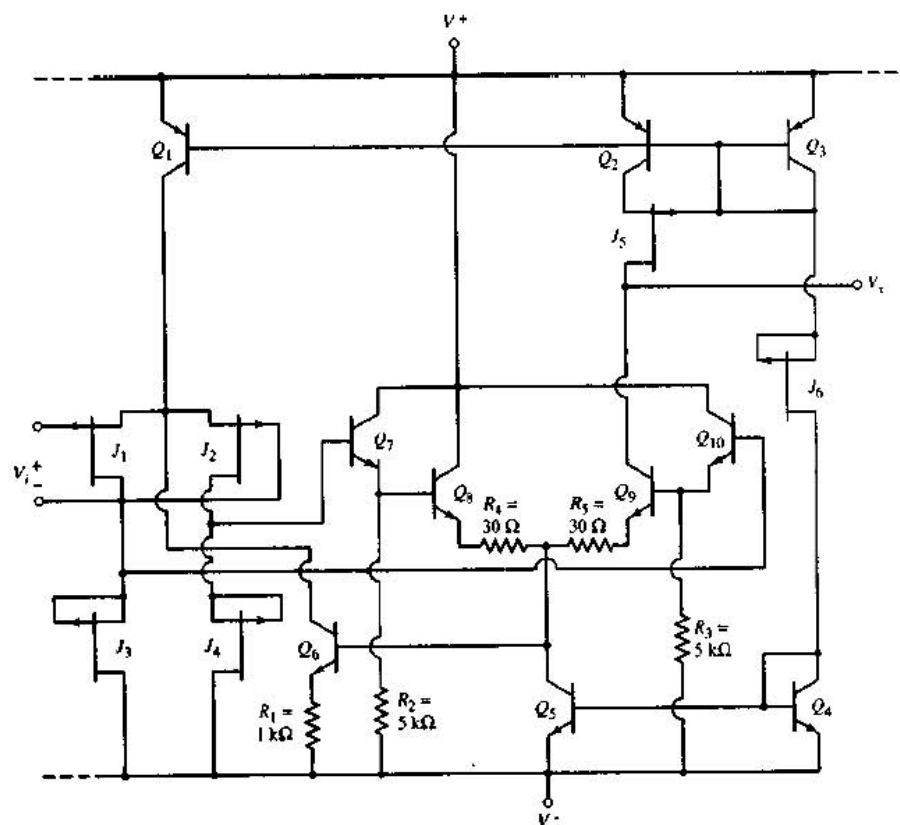 V+
Q1
Q2
Q3
J5
Vx
J6
J1
J2
Vi
+
−
Q7
Q8
Q10
Q9
R4 =
30 Ω
R5 =
30 Ω
J3
J4
Q6
R1 =
1 kΩ
R2 =
5 kΩ
Q5
R3 =
5 kΩ
Q4
V-